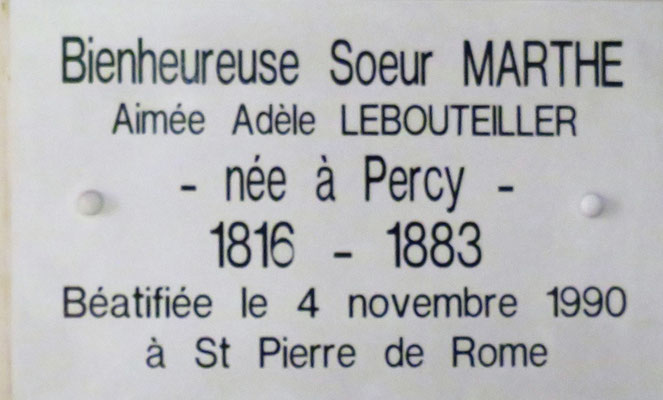 Bienheureuse Soeur MARTHE
Aimée Adèle LEBOUTEILLER
- née à Percy -
1816 - 1883
Béatifiée le 4 novembre 1990
à St Pierre de Rome